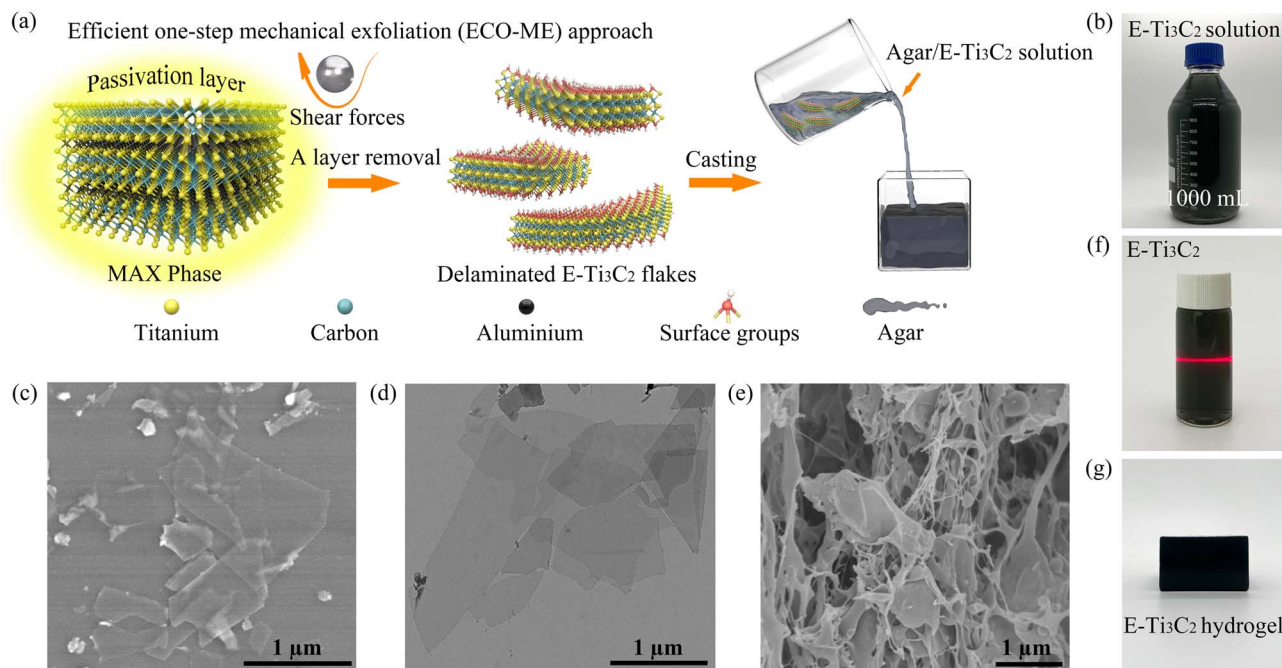 (a)
Efficient one-step mechanical exfoliation (ECO-ME) approach
Passivation layer
Shear forces
A layer removal
MAX Phase
Delaminated E-Ti₃C₂ flakes
Casting
Agar/E-Ti₃C₂ solution
Titanium
Carbon
Aluminium
Surface groups
Agar
(b)
E-Ti₃C₂ solution
1000 mL
(f)
E-Ti₃C₂
(g)
E-Ti₃C₂ hydrogel
(c)
1 μm
(d)
1 μm
(e)
1 μm